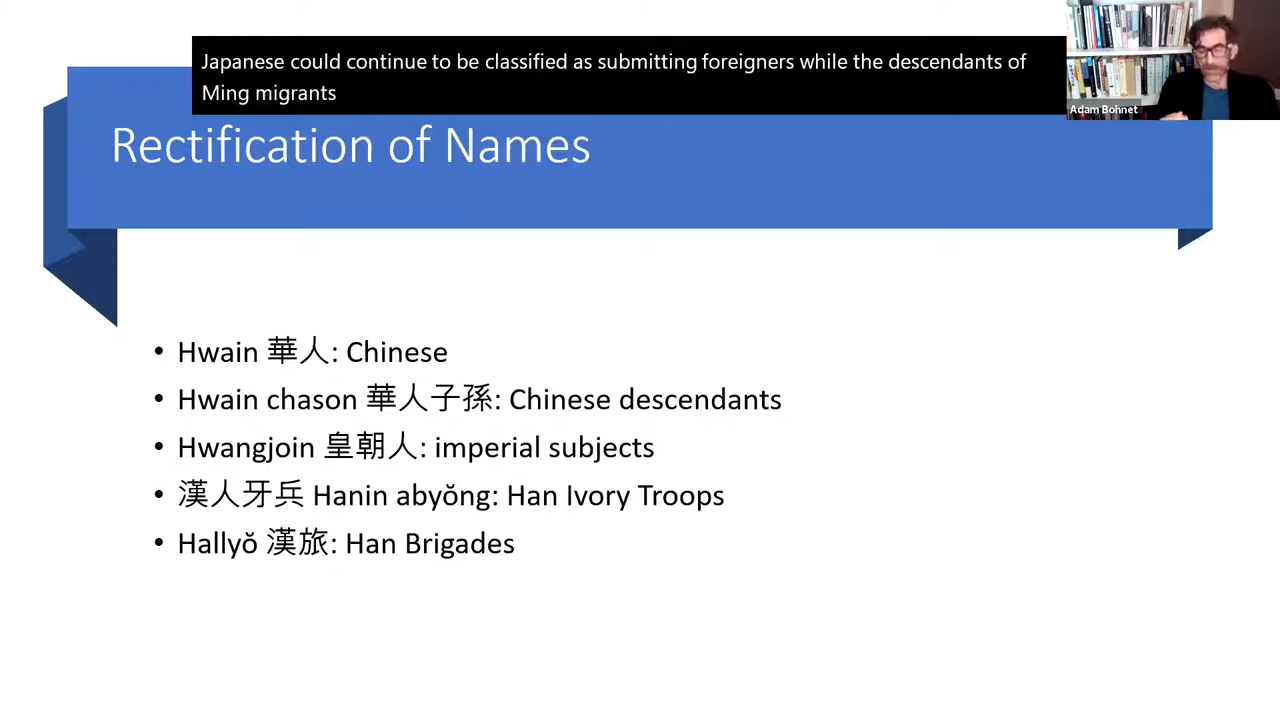 Japanese could continue to be classified as submitting foreigners while the descendants of
Ming migrants
Adam Bohnet
Rectification of Names
• Hwain 華人: Chinese
• Hwain chason 華人子孫: Chinese descendants
• Hwangjoin 皇朝人: imperial subjects
• 漢人牙兵 Hanin abyŏng: Han Ivory Troops
• Hallyŏ 漢旅: Han Brigades